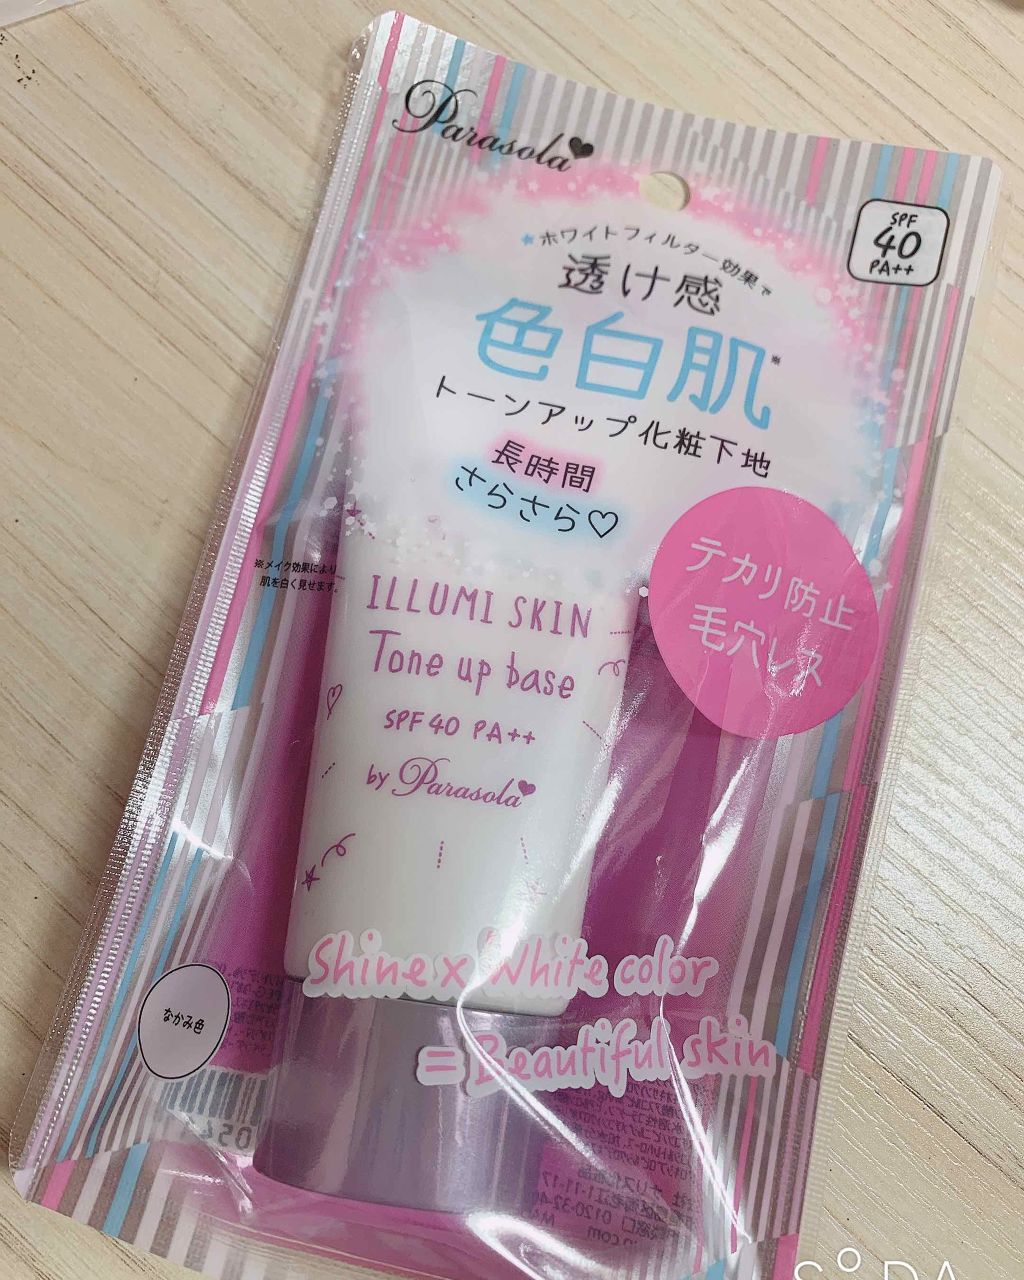 Parasola
SPF
40
PA++
ホワイトフィルター効果で
透け感
色白肌※
トーンアップ化粧下地
長時間
さらさら♡
テカリ防止
毛穴レス
※メイク効果により
肌を白く見せます。
ILLUMI SKIN
Tone up base
SPF40 PA++
by Parasola
Shine x White color
= Beautiful skin
なかみ色
SODA